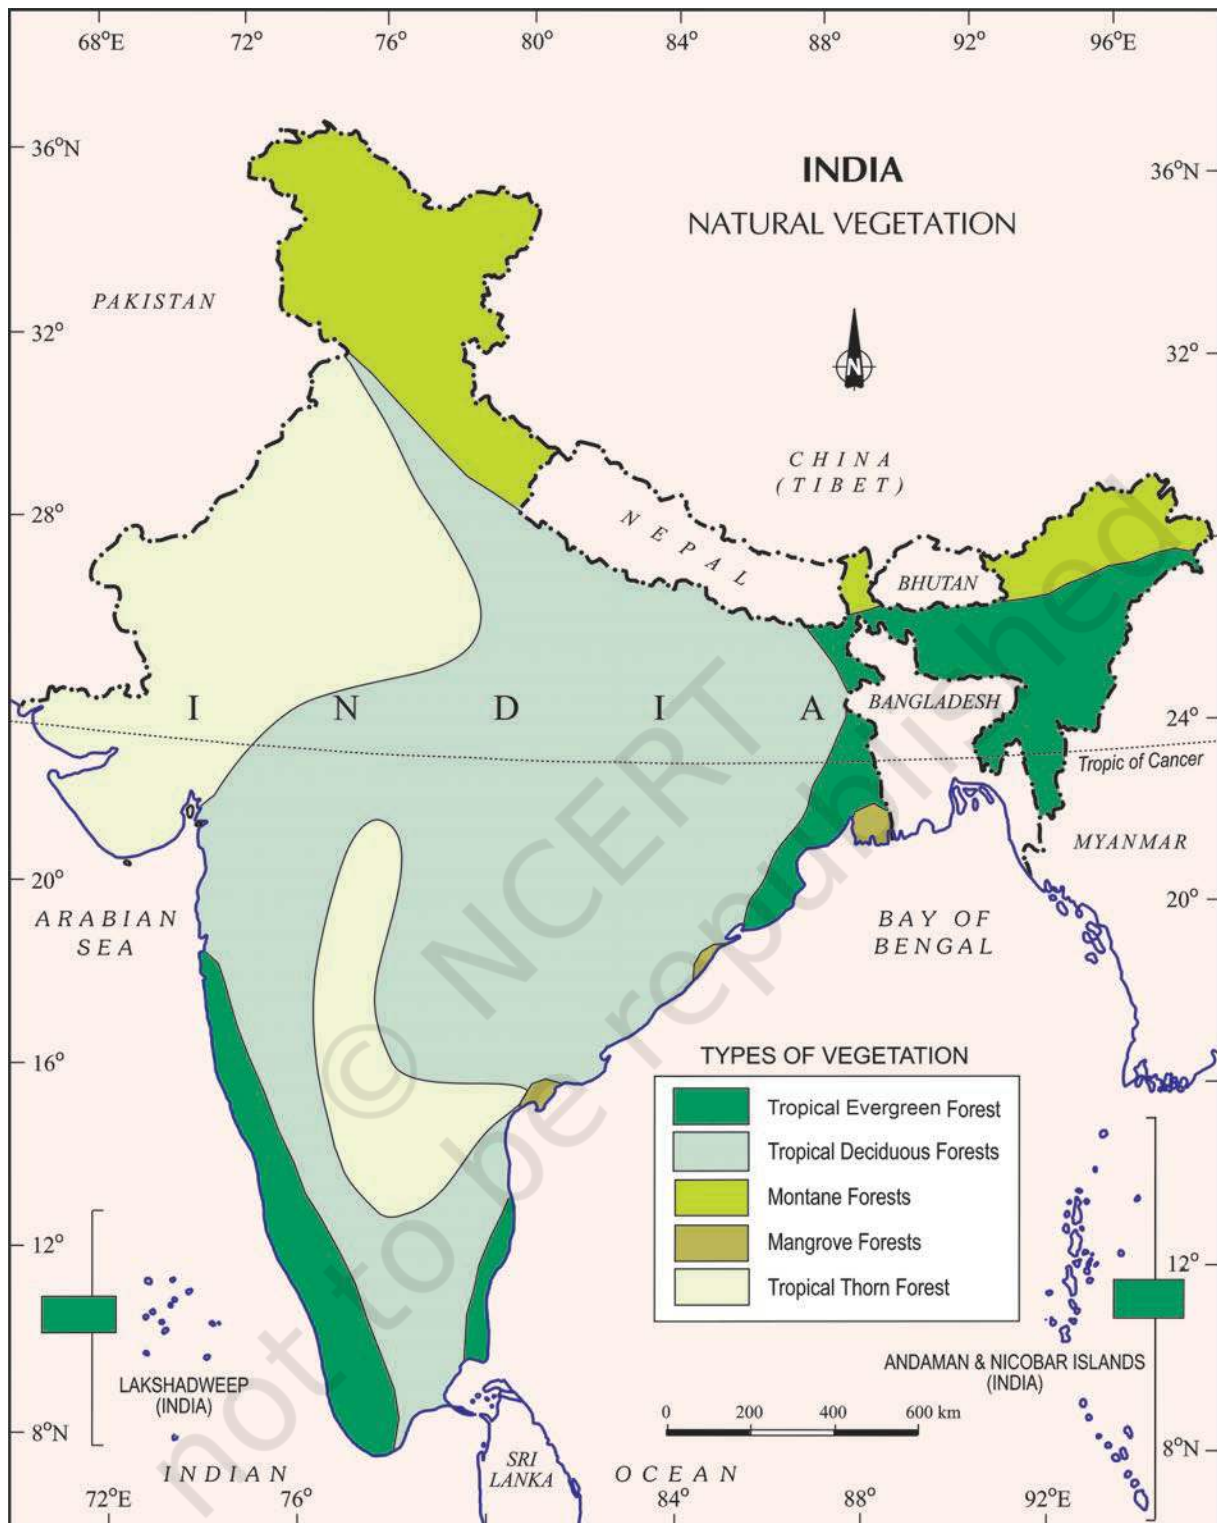 68°E 72° 76° 80° 84° 88° 92° 96°E
36°N
INDIA
36°N
NATURAL VEGETATION
PAKISTAN
32°
32°
N
CHINA
(TIBET)
28°
NEPAL
28°
BHUTAN
INDIA
BANGLADESH
24°
Tropic of Cancer
MYANMAR
20°
20°
ARABIAN
SEA
BAY OF
BENGAL
16°
TYPES OF VEGETATION
Tropical Evergreen Forest
Tropical Deciduous Forests
Montane Forests
Mangrove Forests
Tropical Thorn Forest
12°
12°
LAKSHADWEEP
(INDIA)
ANDAMAN & NICOBAR ISLANDS
(INDIA)
0 200 400 600 km
8°N
8°N
INDIAN OCEAN
SRI
LANKA
72°E 76° 84° 88° 92°E
© NCERT
not to be republished